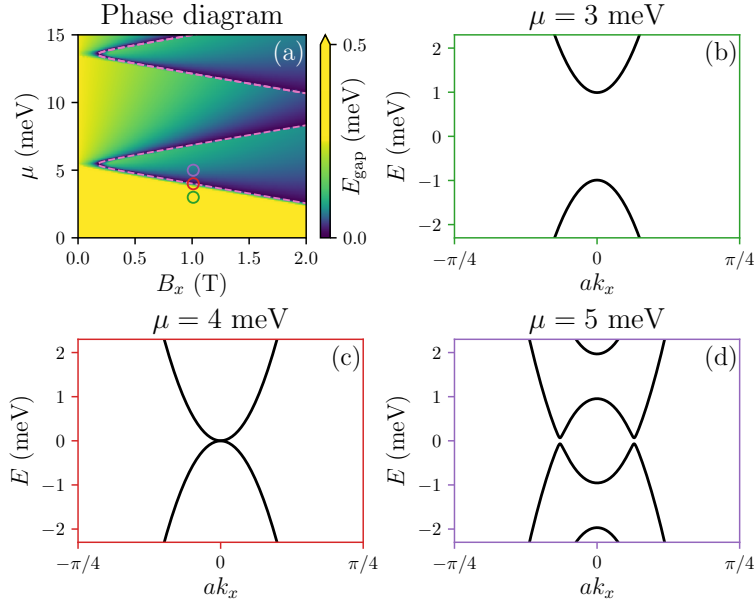 Phase diagram
(a)
15
10
5
0
μ (meV)
0.0 0.5 1.0 1.5 2.0
B_x (T)
0.5
0.0
E_gap (meV)
μ = 3 meV
(b)
2
1
0
−1
−2
E (meV)
−π/4 0 π/4
ak_x
μ = 4 meV
(c)
2
1
0
−1
−2
E (meV)
−π/4 0 π/4
ak_x
μ = 5 meV
(d)
2
1
0
−1
−2
E (meV)
−π/4 0 π/4
ak_x